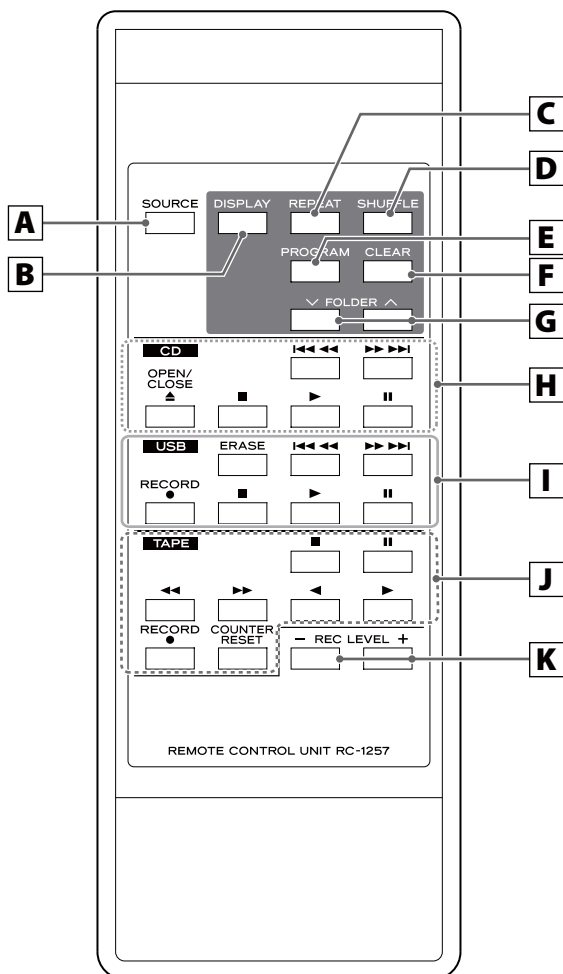 C
D
SOURCE DISPLAY REPEAT SHUFFLE
A
E
PROGRAM CLEAR
B
F
FOLDER
G
CD
OPEN/
CLOSE
H
USB ERASE
RECORD
I
TAPE
J
RECORD COUNTER
RESET
− REC LEVEL +
K
REMOTE CONTROL UNIT RC-1257